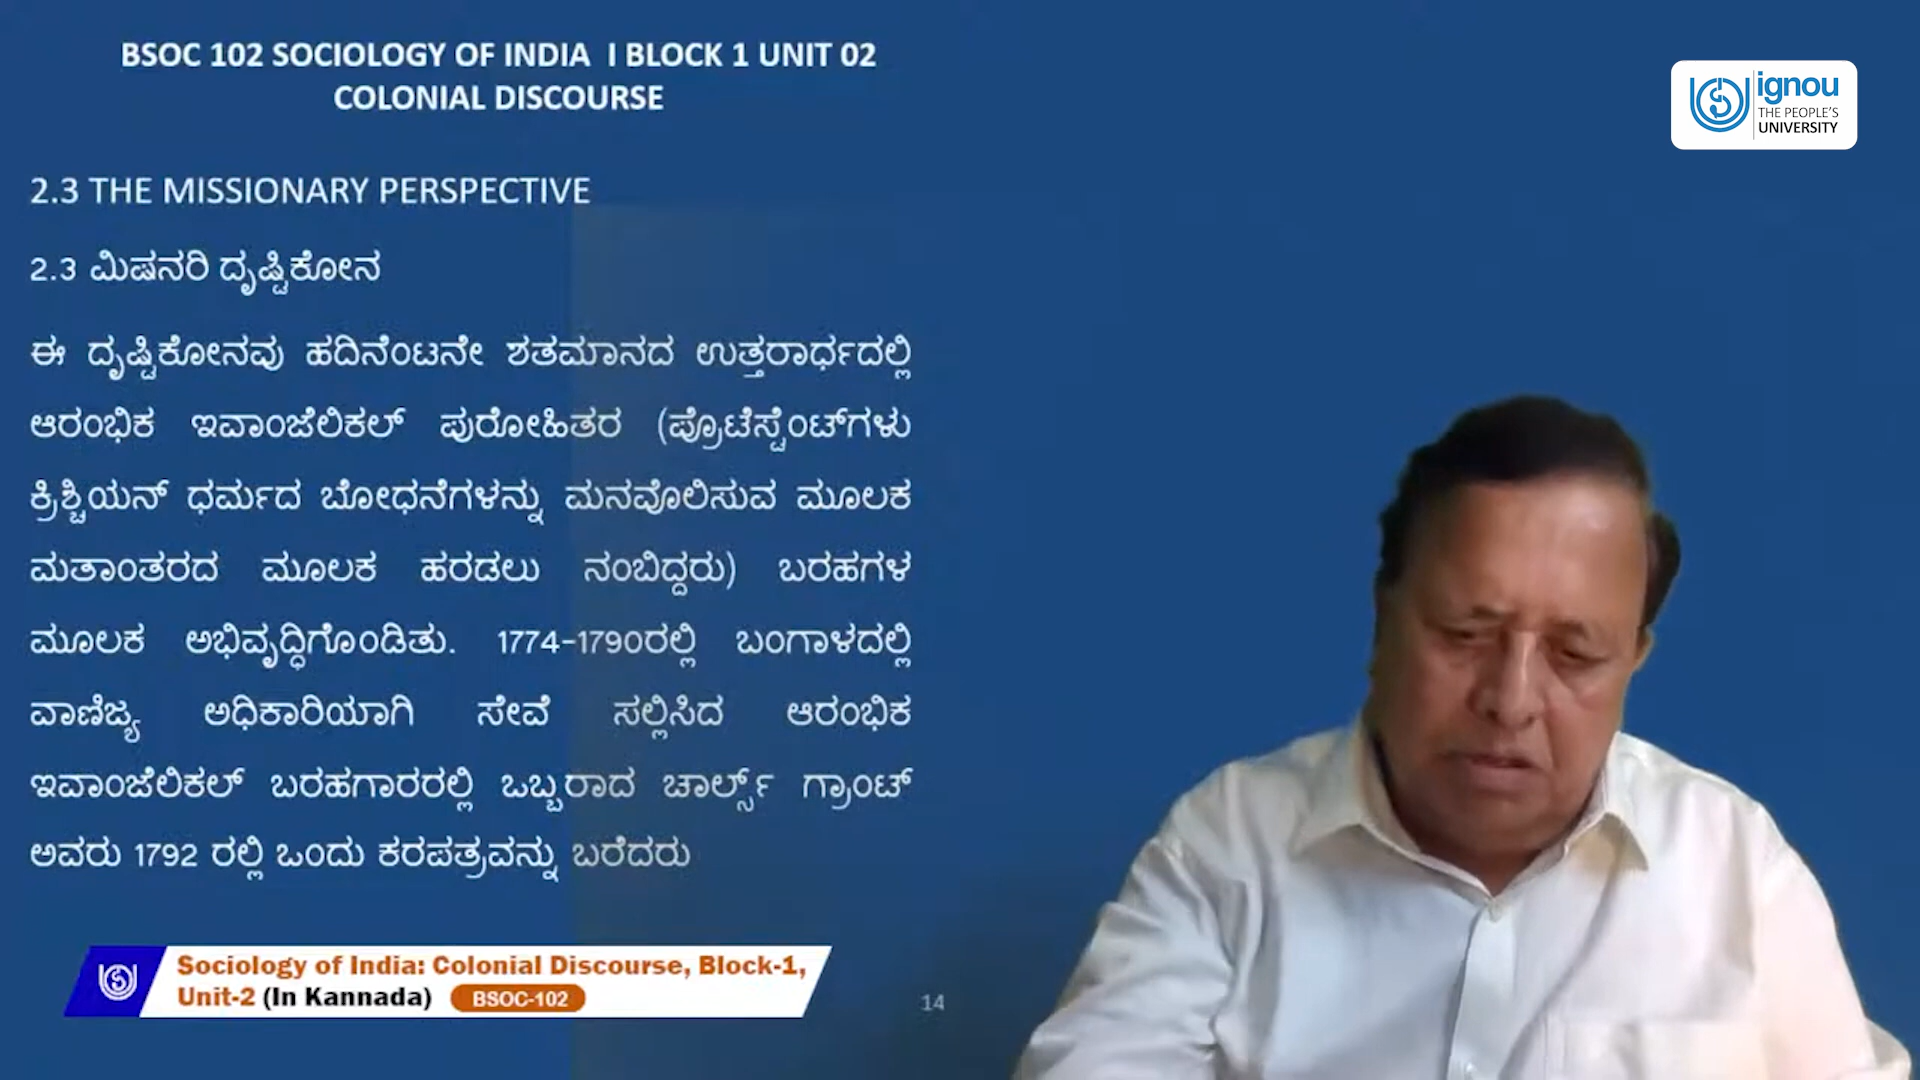 BSOC 102 SOCIOLOGY OF INDIA I BLOCK 1 UNIT 02
COLONIAL DISCOURSE
ignou
THE PEOPLE'S
UNIVERSITY
2.3 THE MISSIONARY PERSPECTIVE
2.3 ಮಿಷನರಿ ದೃಷ್ಟಿಕೋನ
ಈ ದೃಷ್ಟಿಕೋನವು ಹದಿನೆಂಟನೇ ಶತಮಾನದ ಉತ್ತರಾರ್ಧದಲ್ಲಿ
ಆರಂಭಿಕ ಇವಾಂಜೆಲಿಕಲ್ ಪುರೋಹಿತರ (ಪ್ರೊಟೆಸ್ಟೆಂಟ್‌ಗಳು
ಕ್ರಿಶ್ಚಿಯನ್ ಧರ್ಮದ ಬೋಧನೆಗಳನ್ನು ಮನವೊಲಿಸುವ ಮೂಲಕ
ಮತಾಂತರದ ಮೂಲಕ ಹರಡಲು ನಂಬಿದ್ದರು) ಬರಹಗಳ
ಮೂಲಕ ಅಭಿವೃದ್ಧಿಗೊಂಡಿತು. 1774-1790ರಲ್ಲಿ ಬಂಗಾಳದಲ್ಲಿ
ವಾಣಿಜ್ಯ ಅಧಿಕಾರಿಯಾಗಿ ಸೇವೆ ಸಲ್ಲಿಸಿದ ಆರಂಭಿಕ
ಇವಾಂಜೆಲಿಕಲ್ ಬರಹಗಾರರಲ್ಲಿ ಒಬ್ಬರಾದ ಚಾರ್ಲ್ಸ್ ಗ್ರಾಂಟ್
ಅವರು 1792 ರಲ್ಲಿ ಒಂದು ಕರಪತ್ರವನ್ನು ಬರೆದರು
Sociology of India: Colonial Discourse, Block-1,
Unit-2 (In Kannada) BSOC-102
14